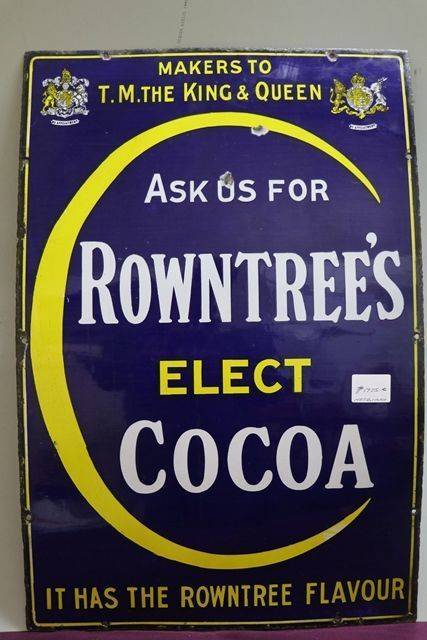 MAKERS TO
T.M. THE KING & QUEEN
ASK US FOR
ROWNTREE'S
ELECT
COCOA
IT HAS THE ROWNTREE FLAVOUR